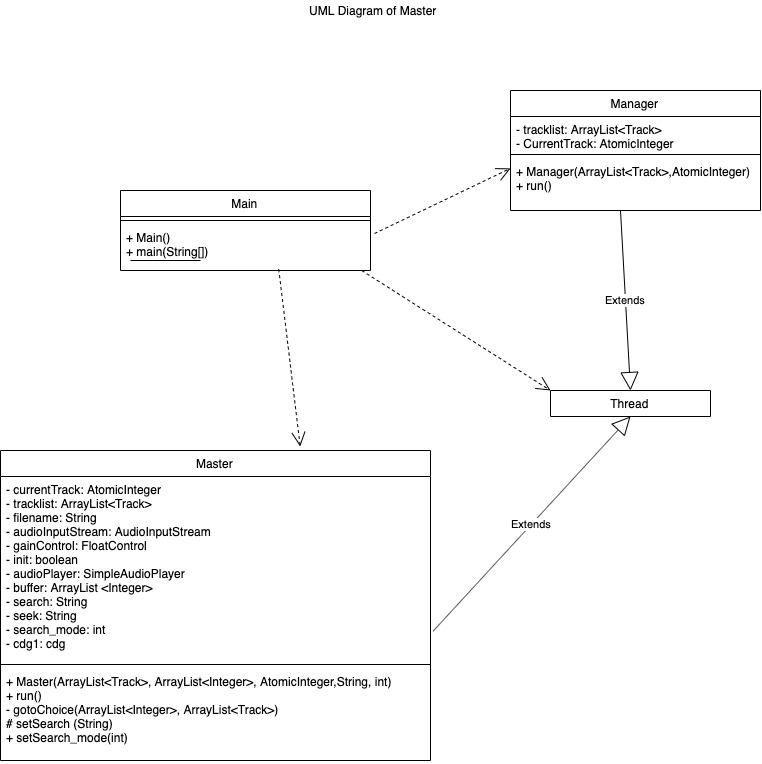 UML Diagram of Master
Manager
- tracklist: ArrayList<Track>
- CurrentTrack: AtomicInteger
+ Manager(ArrayList<Track>,AtomicInteger)
+ run()
Main
+ Main()
+ main(String[])
Extends
Thread
Master
- currentTrack: AtomicInteger
- tracklist: ArrayList<Track>
- filename: String
- audioInputStream: AudioInputStream
- gainControl: FloatControl
- init: boolean
- audioPlayer: SimpleAudioPlayer
- buffer: ArrayList <Integer>
- search: String
- seek: String
- search_mode: int
- cdg1: cdg
Extends
+ Master(ArrayList<Track>, ArrayList<Integer>, AtomicInteger,String, int)
+ run()
- gotoChoice(ArrayList<Integer>, ArrayList<Track>)
# setSearch (String)
+ setSearch_mode(int)